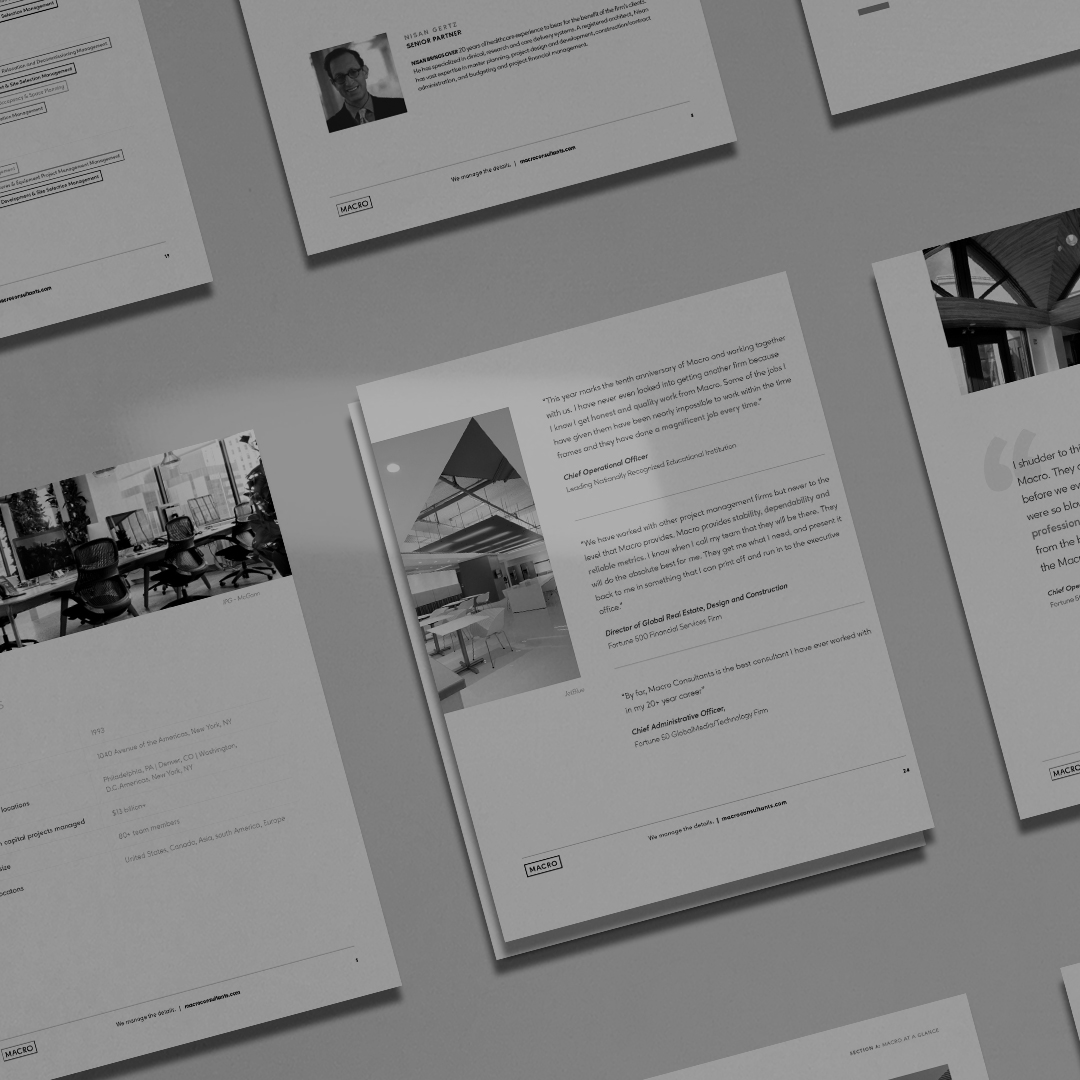 Selection Management
Relocation and Decommissioning Management
& Site Selection Management
Occupancy & Space Planning
Management
& Equipment Project Management Management
Development & Site Selection Management
17
macroconsultants.com
NISAN GERTZ
SENIOR PARTNER
NISAN BRINGS OVER 20 years of healthcare experience to bear for the benefit of the firm's clients.
He has specialized in clinical, research and care delivery systems. A registered architect, Nisan
has vast expertise in master planning, project design and development, construction/contract
administration, and budgeting and project financial management.
We manage the details. | macroconsultants.com
MACRO
"This year marks the tenth anniversary of Macro and working together
with us. I have never even looked into getting another firm because
I know I get honest and quality work from Macro. Some of the jobs I
have given them have been nearly impossible to work within the time
frames and they have done a magnificent job every time."
Chief Operational Officer
Leading Nationally Recognized Educational Institution
"We have worked with other project management firms but never to the
level that Macro provides. Macro provides stability, dependability and
reliable metrics. I know when I call my team that they will be there. They
will do the absolute best for me. They get me what I need, and present it
back to me in something that I can print off and run in to the executive
office."
Director of Global Real Estate, Design and Construction
Fortune 500 Financial Services Firm
"By far, Macro Consultants is the best consultant I have ever worked with
in my 20+ year career"
Chief Administrative Officer,
Fortune 50 GlobalMedia/Technology Firm
JetBlue
24
We manage the details. | macroconsultants.com
MACRO
IPG - McCann
1993
1040 Avenue of the Americas, New York, NY
Philadelphia, PA | Denver, CO | Washington,
D.C. Americas, New York, NY
locations
$13 billion+
capital projects managed
80+ team members
size
United States, Canada, Asia, south America, Europe
locatons
5
We manage the details. | macroconsultants.com
MACRO
“
I shudder to th
Macro. They
before we ev
were so blo
profession
from the b
the Mac
Chief Ope
Fortune 5
MACRO
SECTION 1: MACRO AT A GLANCE